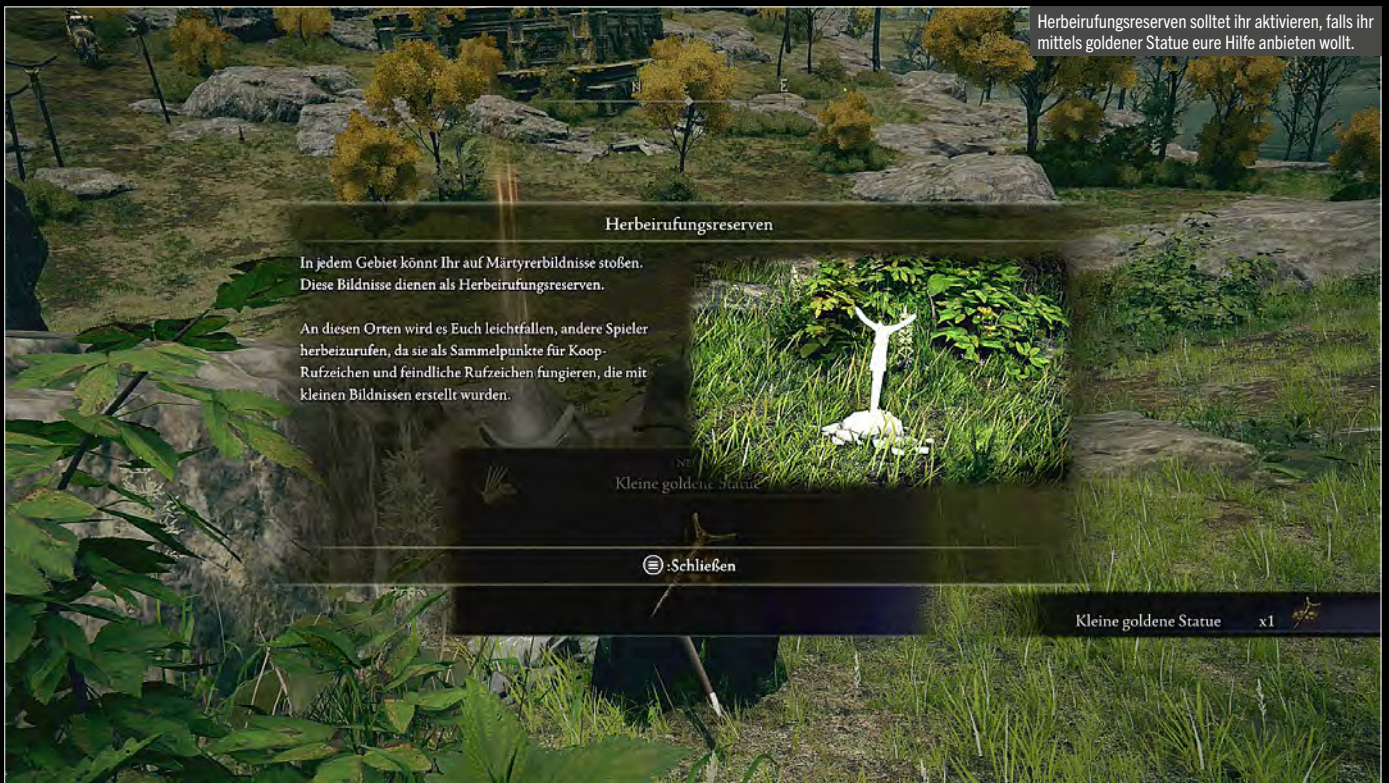 Herbeirufungsreserven solltet ihr aktivieren, falls ihr
mittels goldener Statue eure Hilfe anbieten wollt.
N
E
Herbeirufungsreserven
In jedem Gebiet könnt Ihr auf Märtyrerbildnisse stoßen.
Diese Bildnisse dienen als Herbeirufungsreserven.
An diesen Orten wird es Euch leichtfallen, andere Spieler
herbeizurufen, da sie als Sammelpunkte für Koop-
Rufzeichen und feindliche Rufzeichen fungieren, die mit
kleinen Bildnissen erstellt wurden.
Kleine goldene Statue
:Schließen
Kleine goldene Statue x1